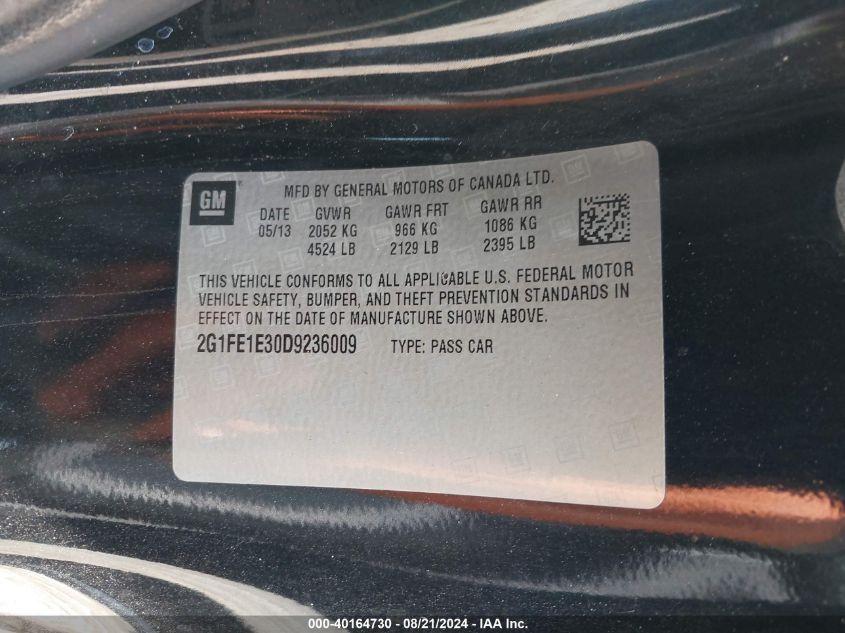 GM
MFD BY GENERAL MOTORS OF CANADA LTD.
DATE GVWR GAWR FRT GAWR RR
05/13 2052 KG 966 KG 1086 KG
4524 LB 2129 LB 2395 LB
THIS VEHICLE CONFORMS TO ALL APPLICABLE U.S. FEDERAL MOTOR
VEHICLE SAFETY, BUMPER, AND THEFT PREVENTION STANDARDS IN
EFFECT ON THE DATE OF MANUFACTURE SHOWN ABOVE.
2G1FE1E30D9236009 TYPE: PASS CAR
000-40164730 - 08/21/2024 - IAA Inc.